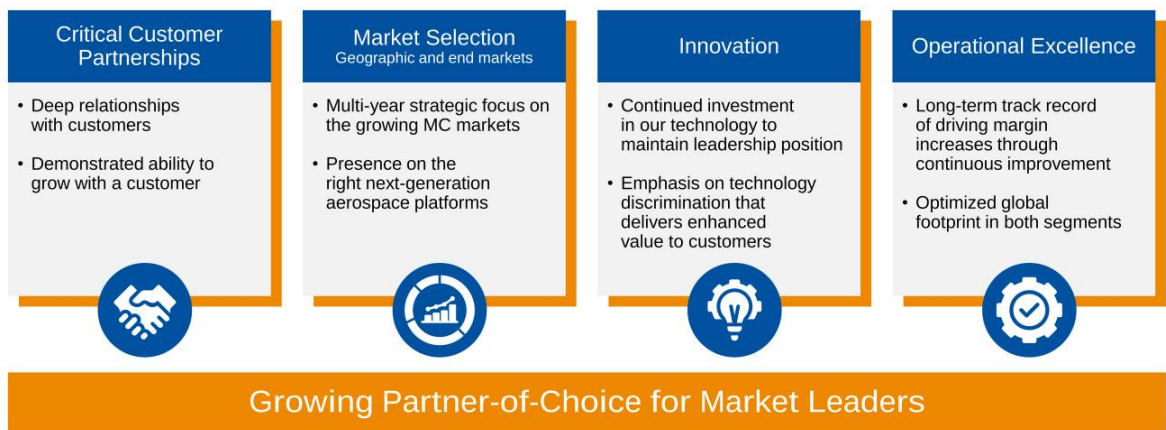 Critical Customer
Partnerships
• Deep relationships
with customers
• Demonstrated ability to
grow with a customer
Market Selection
Geographic and end markets
• Multi-year strategic focus on
the growing MC markets
• Presence on the
right next-generation
aerospace platforms
Innovation
• Continued investment
in our technology to
maintain leadership position
• Emphasis on technology
discrimination that
delivers enhanced
value to customers
Operational Excellence
• Long-term track record
of driving margin
increases through
continuous improvement
• Optimized global
footprint in both segments
Growing Partner-of-Choice for Market Leaders